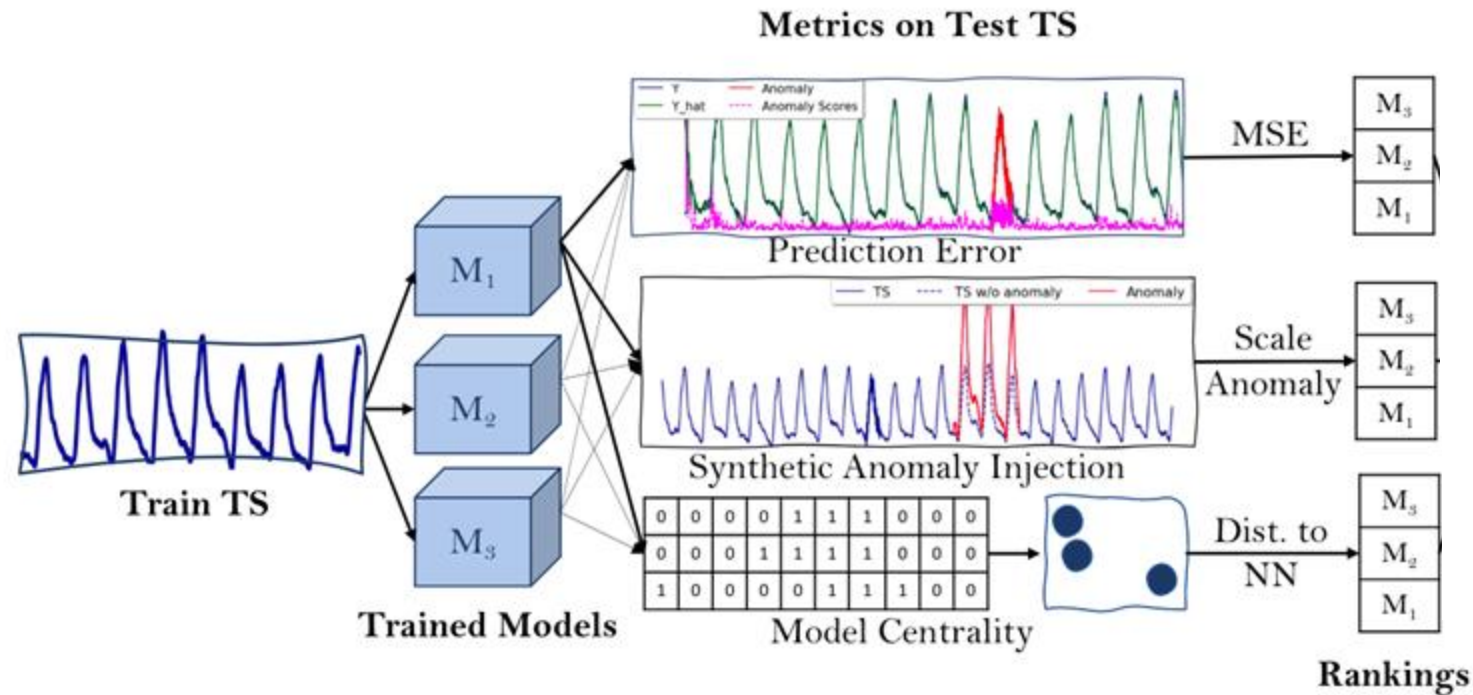 Metrics on Test TS
Y
Anomaly
Y_hat
Anomaly Scores
Prediction Error
MSE
M₃
M₂
M₁
Train TS
M₁
M₂
M₃
Trained Models
TS
TS w/o anomaly
Anomaly
Synthetic Anomaly Injection
Scale
Anomaly
M₃
M₂
M₁
0 0 0 0 1 1 1 0 0 0
0 0 0 1 1 1 1 0 0 0
1 0 0 0 0 1 1 1 0 0
Model Centrality
Dist. to
NN
M₃
M₂
M₁
Rankings